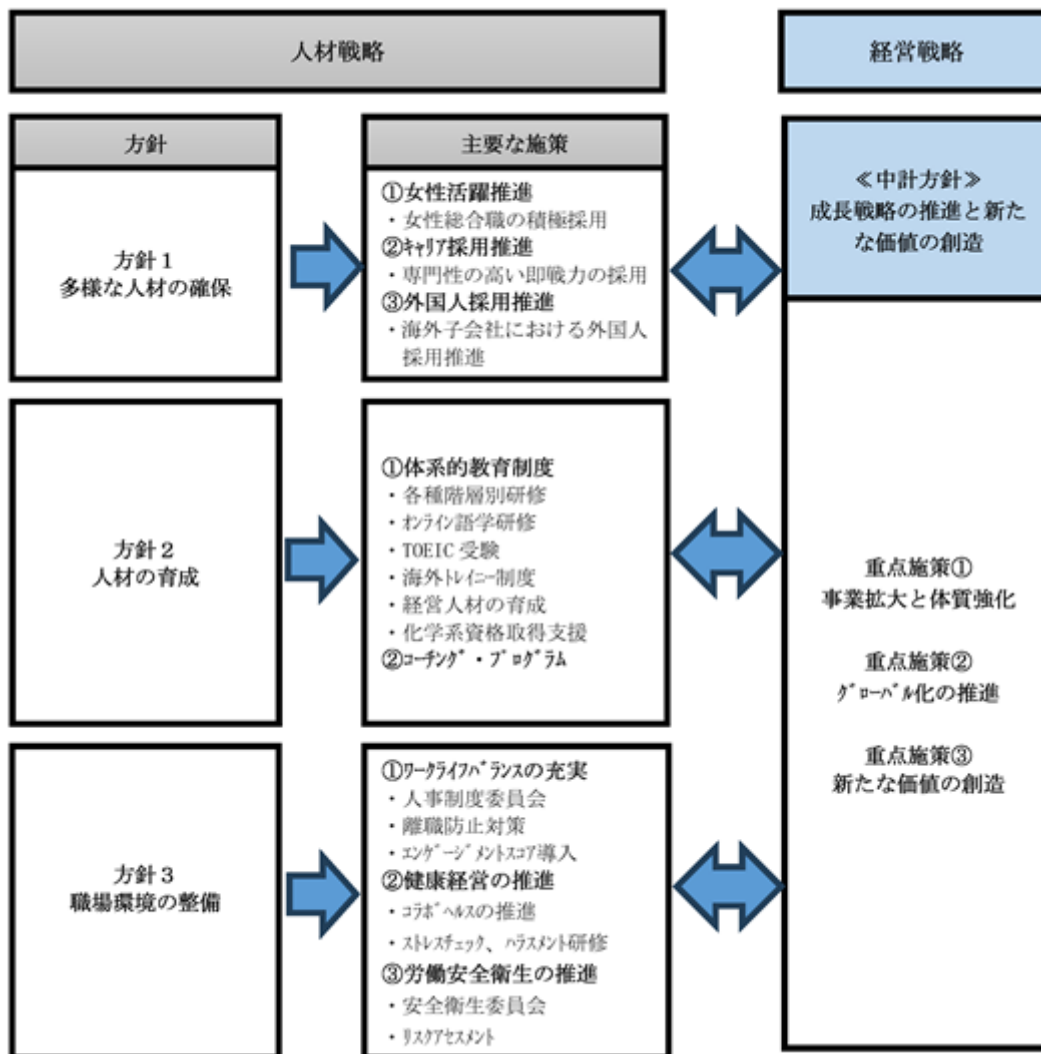 人材戦略
経営戦略
方針
主要な施策
方針1
多様な人材の確保
①女性活躍推進
・女性総合職の積極採用
②ｷｬﾘｱ採用推進
・専門性の高い即戦力の採用
③外国人採用推進
・海外子会社における外国人
採用推進
≪中計方針≫
成長戦略の推進と新た
な価値の創造
方針2
人材の育成
①体系的教育制度
・各種階層別研修
・ｵﾝﾗｲﾝ語学研修
・TOEIC 受験
・海外ﾄﾚｲﾆｰ制度
・経営人材の育成
・化学系資格取得支援
②ｺｰﾁﾝｸﾞ・ﾌﾟﾛｸﾞﾗﾑ
方針3
職場環境の整備
①ﾜｰｸﾗｲﾌﾊﾞﾗﾝｽの充実
・人事制度委員会
・離職防止対策
・ｴﾝｹﾞｰｼﾞﾒﾝﾄｽｺｱ導入
②健康経営の推進
・ｺﾗﾎﾞﾍﾙｽの推進
・ｽﾄﾚｽﾁｪｯｸ、ﾊﾗｽﾒﾝﾄ研修
③労働安全衛生の推進
・安全衛生委員会
・ﾘｽｸｱｾｽﾒﾝﾄ
重点施策①
事業拡大と体質強化
重点施策②
ｸﾞﾛｰﾊﾞﾙ化の推進
重点施策③
新たな価値の創造